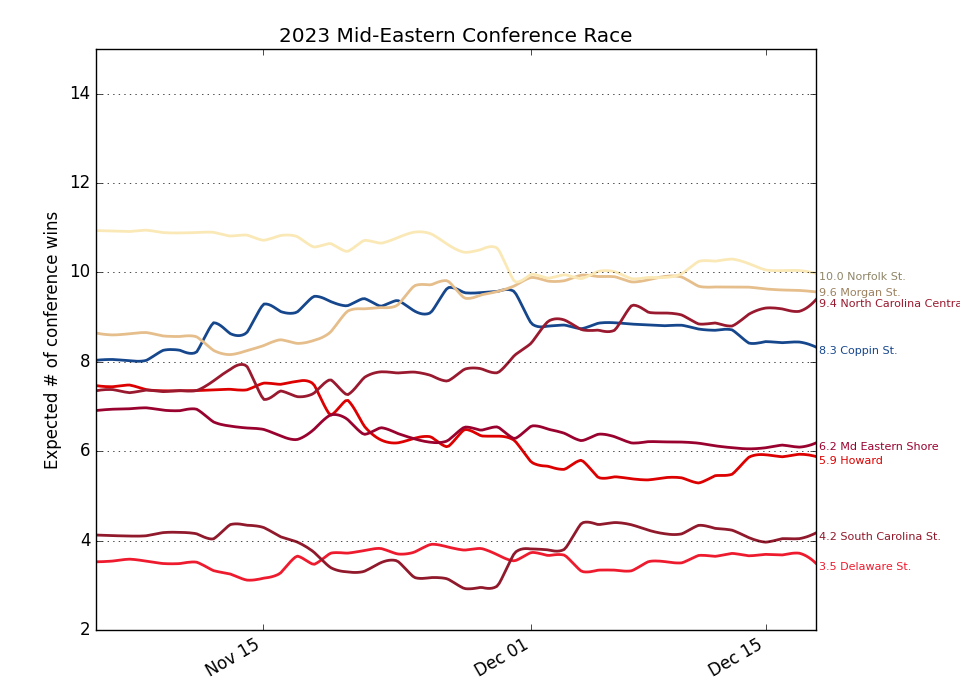 2023 Mid-Eastern Conference Race
Expected # of conference wins
14
12
10
8
6
4
2
Nov 15
Dec 01
Dec 15
10.0 Norfolk St.
9.6 Morgan St.
9.4 North Carolina Centra
8.3 Coppin St.
6.2 Md Eastern Shore
5.9 Howard
4.2 South Carolina St.
3.5 Delaware St.